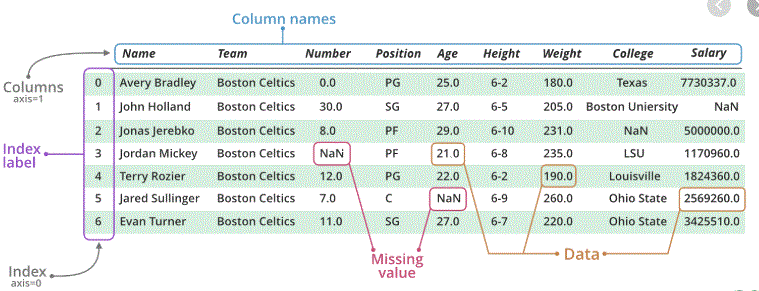 Column names
Name Team Number Position Age Height Weight College Salary
Columns
axis=1
0 Avery Bradley Boston Celtics 0.0 PG 25.0 6-2 180.0 Texas 7730337.0
1 John Holland Boston Celtics 30.0 SG 27.0 6-5 205.0 Boston Uniersity NaN
2 Jonas Jerebko Boston Celtics 8.0 PF 29.0 6-10 231.0 NaN 5000000.0
Index
label
3 Jordan Mickey Boston Celtics NaN PF 21.0 6-8 235.0 LSU 1170960.0
4 Terry Rozier Boston Celtics 12.0 PG 22.0 6-2 190.0 Louisville 1824360.0
5 Jared Sullinger Boston Celtics 7.0 C NaN 6-9 260.0 Ohio State 2569260.0
6 Evan Turner Boston Celtics 11.0 SG 27.0 6-7 220.0 Ohio State 3425510.0
Missing
value
Data
Index
axis=0